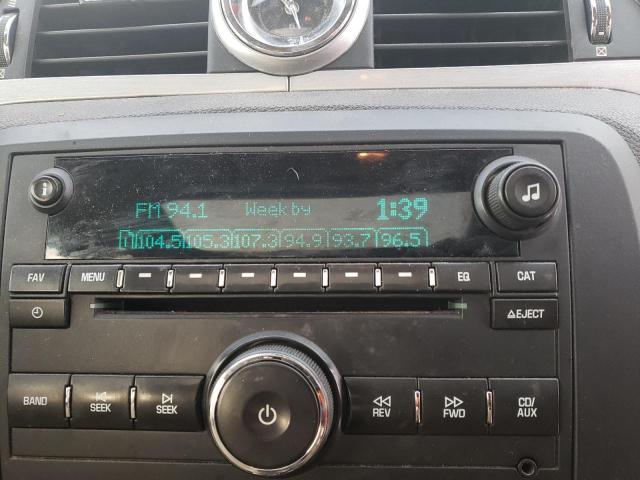 FM 94.1 Week by 1:39
1 104.5 105.3 107.3 94.9 93.7 96.5
FAV MENU EQ CAT
EJECT
BAND SEEK SEEK REV FWD CD/
AUX